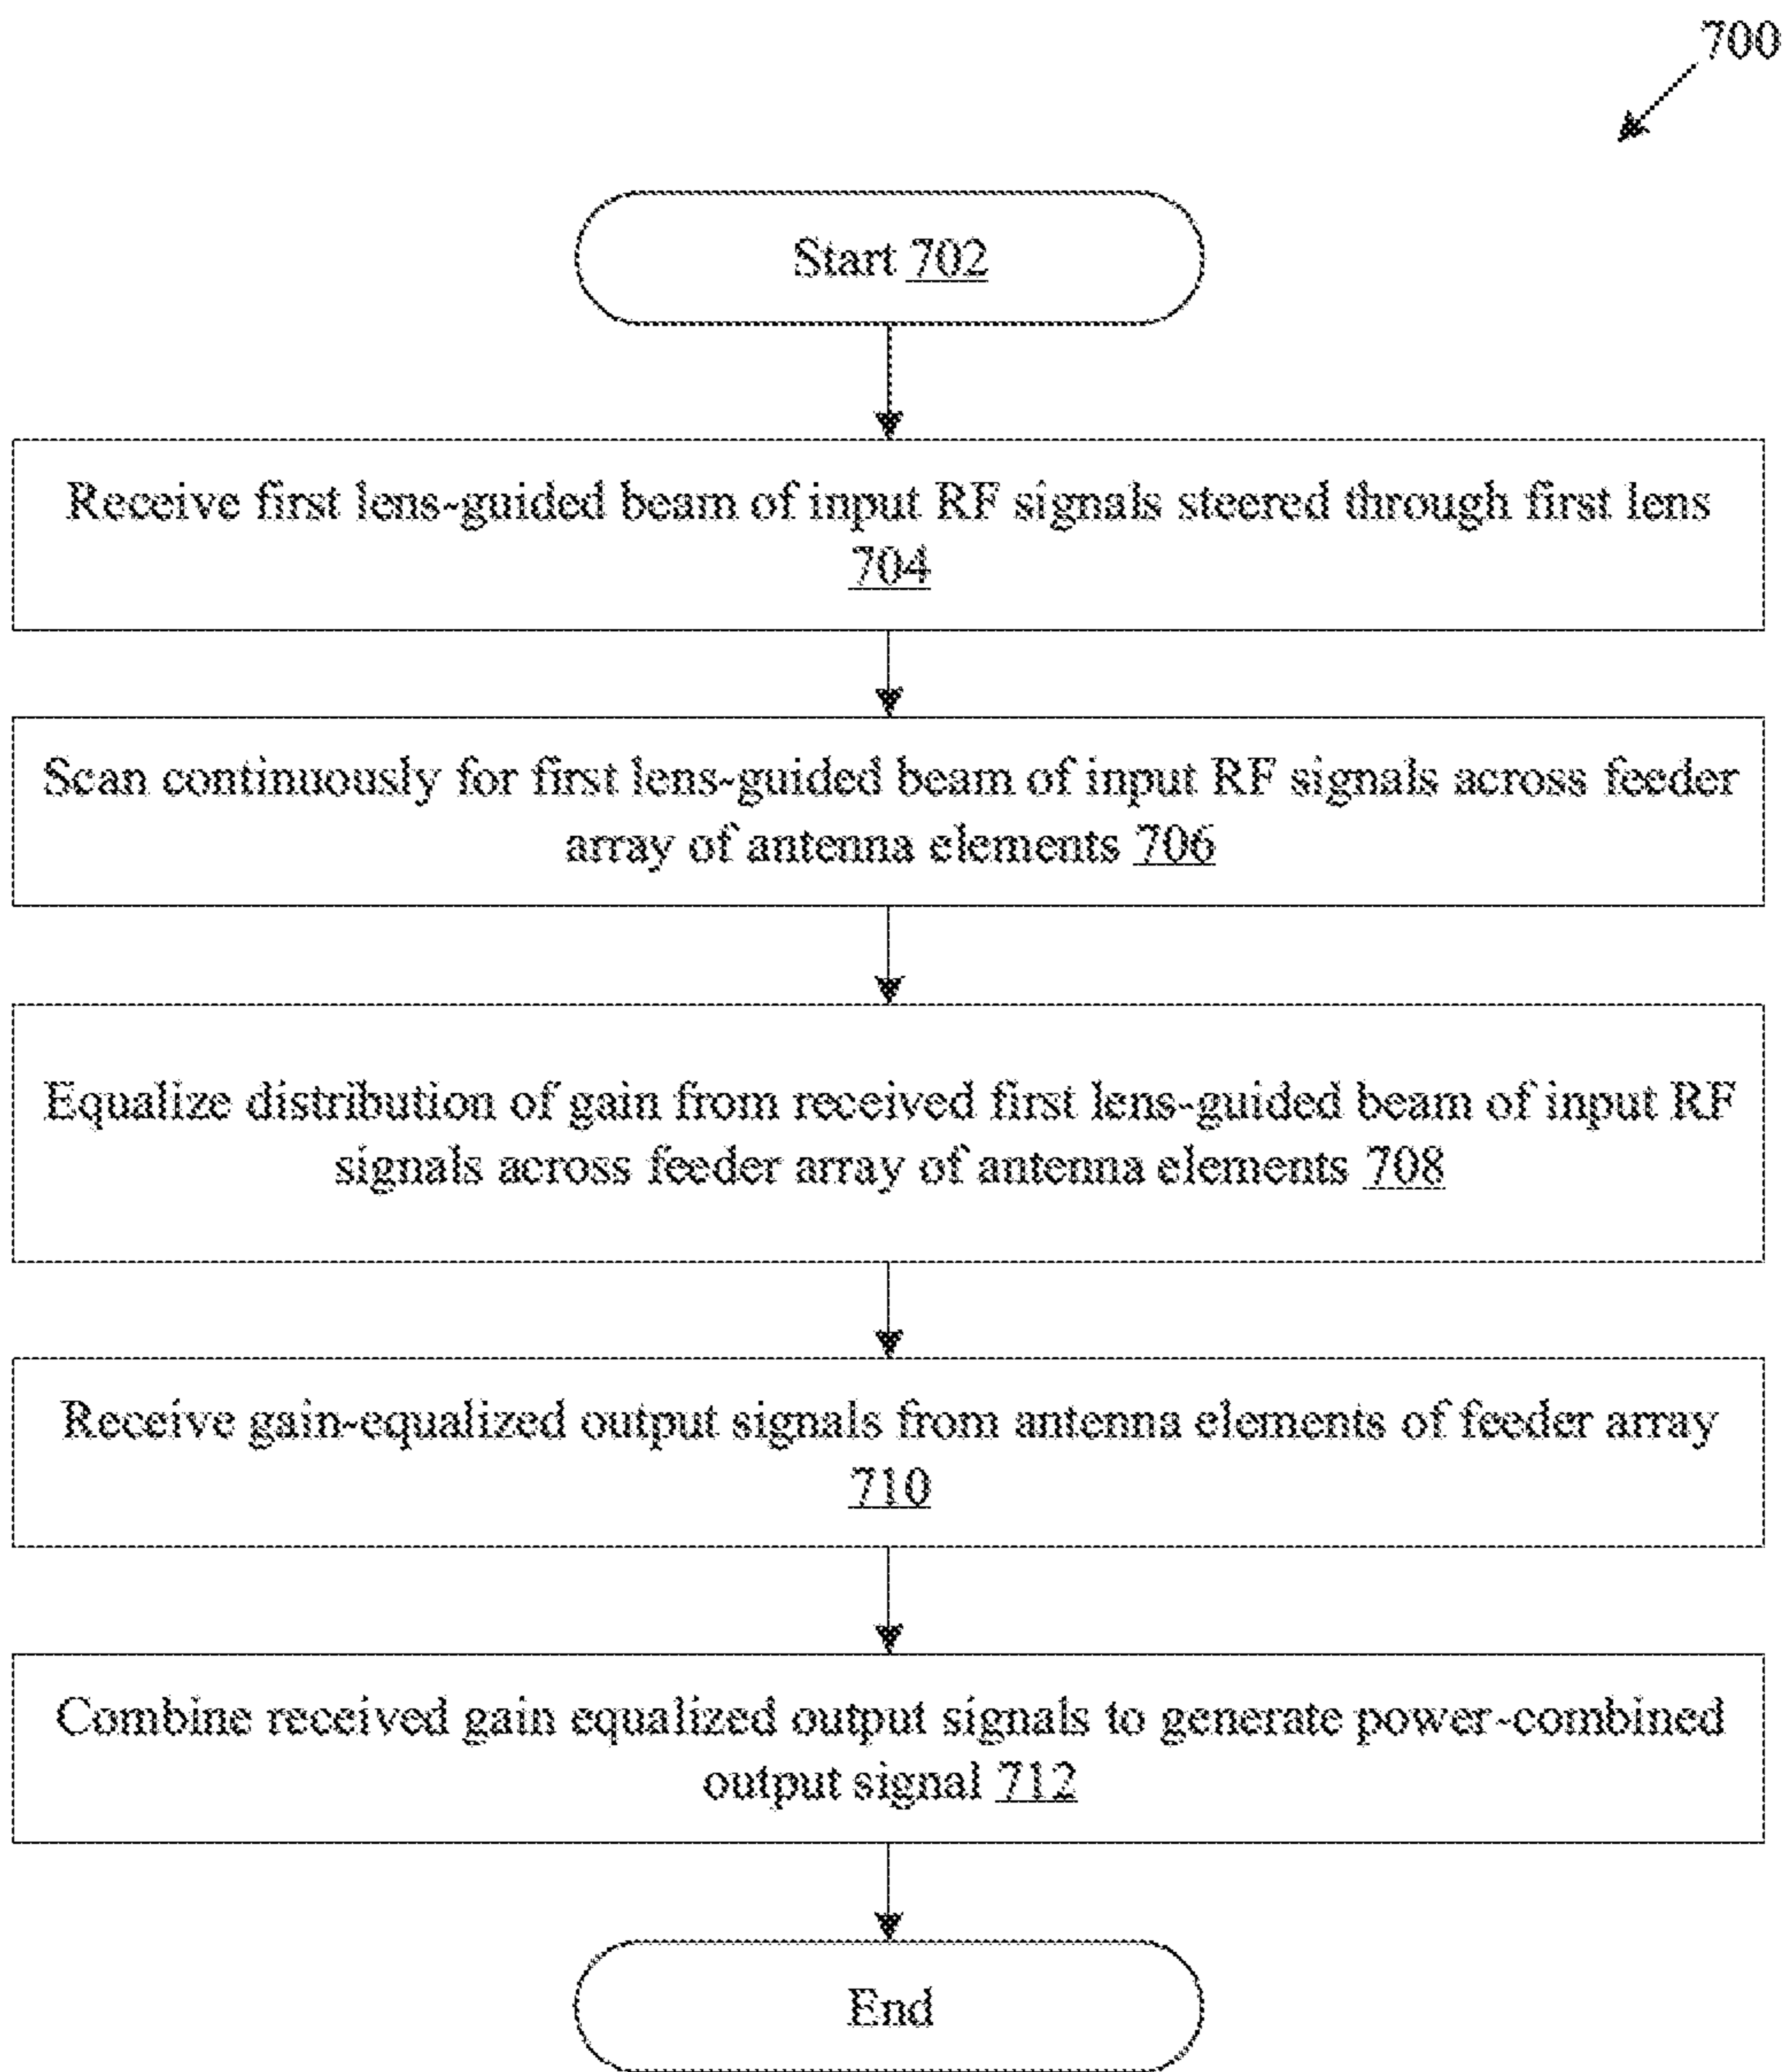 700
Start 702
Receive first lens-guided beam of input RF signals steered through first lens
704
Scan continuously for first lens-guided beam of input RF signals across feeder
array of antenna elements 706
Equalize distribution of gain from received first lens-guided beam of input RF
signals across feeder array of antenna elements 708
Receive gain-equalized output signals from antenna elements of feeder array
710
Combine received gain equalized output signals to generate power-combined
output signal 712
End